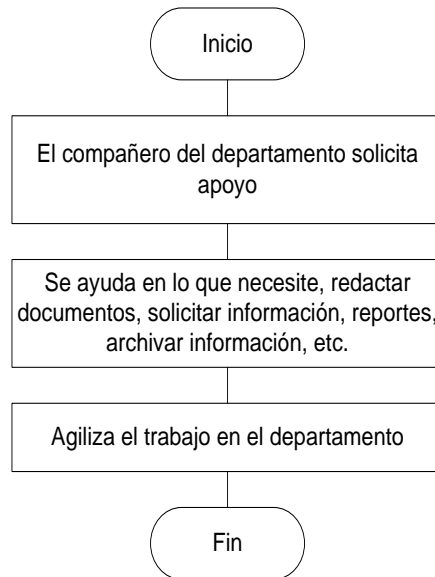 Inicio
El compañero del departamento solicita
apoyo
Se ayuda en lo que necesite, redactar
documentos, solicitar información, reportes,
archivar información, etc.
Agiliza el trabajo en el departamento
Fin